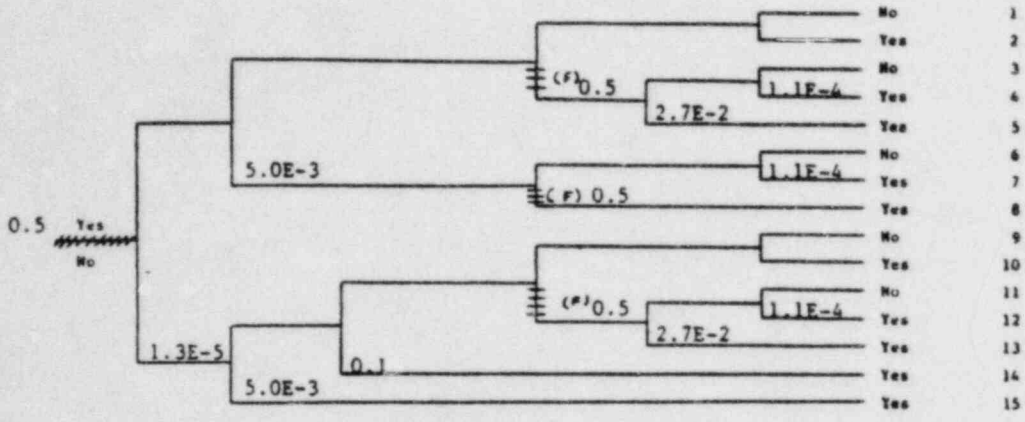 No 1
Yes 2
No 3
(F) 0.5 1.1E-4 Yes 4
2.7E-2 Yes 5
No 6
5.0E-3 1.1E-4 Yes 7
(F) 0.5 Yes 8
0.5 Yes
No
No 9
Yes 10
No 11
(F) 0.5 1.1E-4 Yes 12
1.3E-5 2.7E-2 Yes 13
0.1 Yes 14
5.0E-3 Yes 15